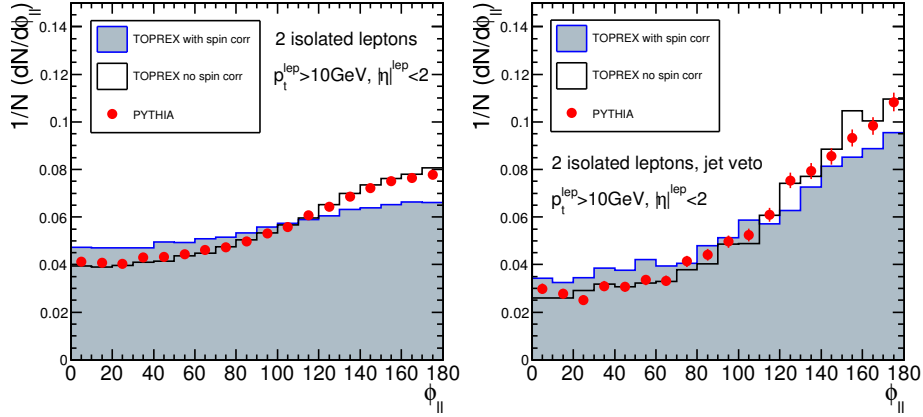 1/N (dN/dϕ||)
0.14
0.12
0.1
0.08
0.06
0.04
0.02
0
TOPREX with spin corr
TOPREX no spin corr
PYTHIA
2 isolated leptons
p_t^lep>10GeV, |η|^lep<2
0 20 40 60 80 100 120 140 160 180
ϕ||
1/N (dN/dϕ||)
0.14
0.12
0.1
0.08
0.06
0.04
0.02
0
TOPREX with spin corr
TOPREX no spin corr
PYTHIA
2 isolated leptons, jet veto
p_t^lep>10GeV, |η|^lep<2
0 20 40 60 80 100 120 140 160 180
ϕ||